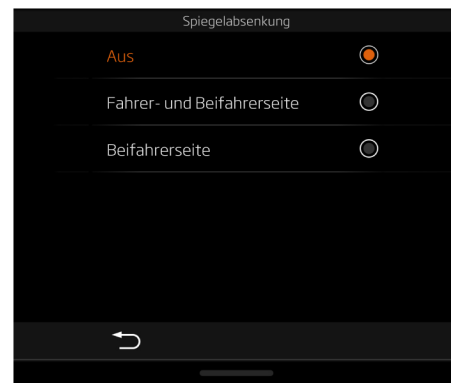 Spiegelabsenkung
Aus
Fahrer- und Beifahrerseite
Beifahrerseite